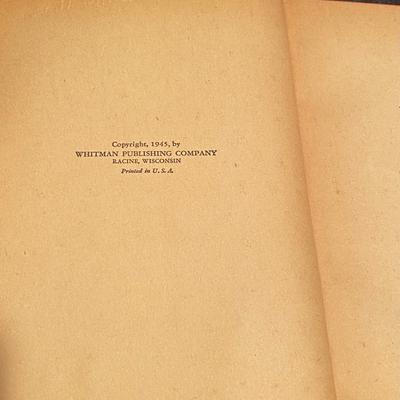 Copyright, 1945, by
WHITMAN PUBLISHING COMPANY
RACINE, WISCONSIN
Printed in U. S. A.